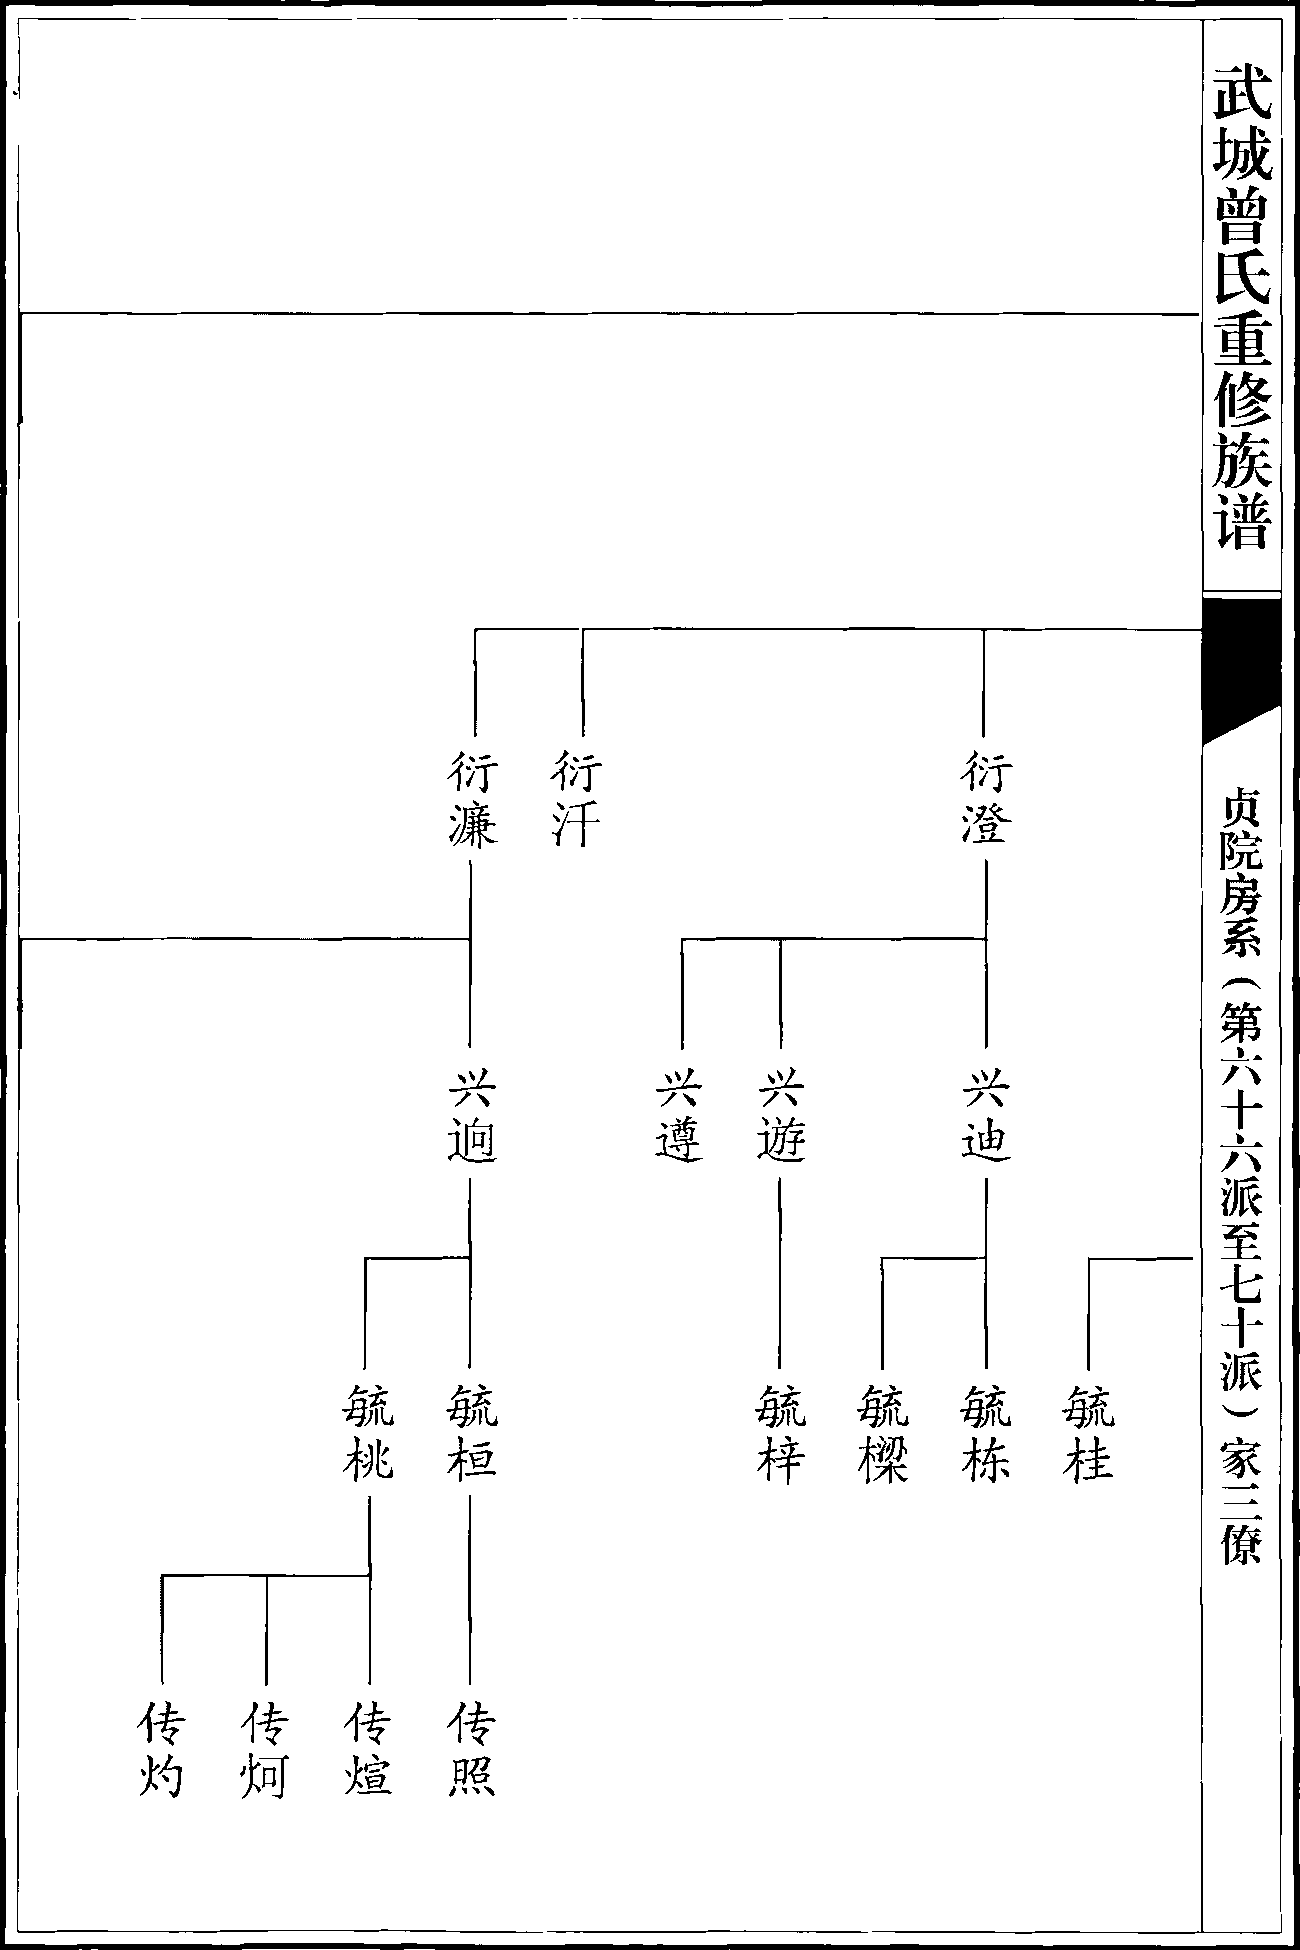 武城曾氏重修族谱
贞院房系（第六十六派至七十派）家三僚
衍澄
衍汘
衍濂
兴迪
兴遊
兴遵
兴迥
毓桂
毓栋
毓樑
毓梓
毓桓
毓桃
传照
传煊
传炣
传灼